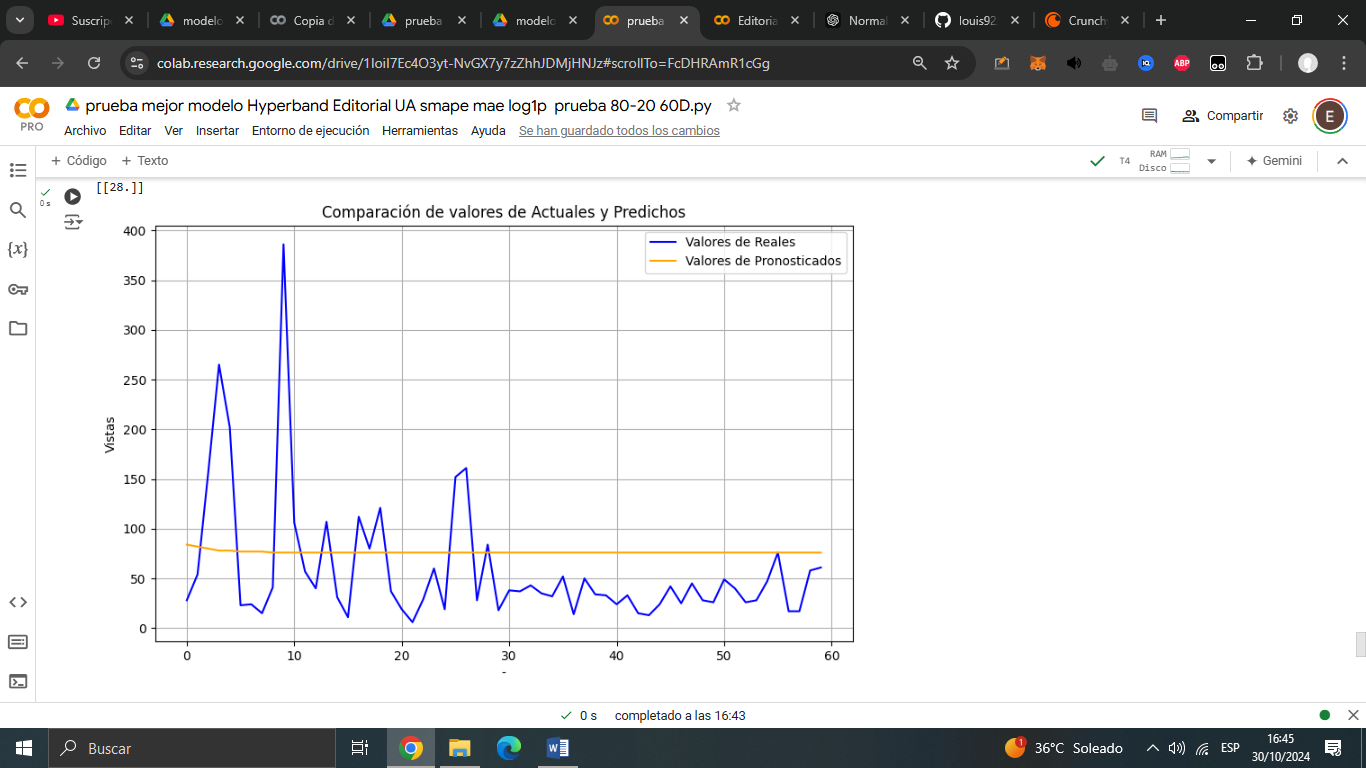 Suscrip
modelo
Copia d
prueba
modelo
prueba
Editoria
Normal
louis92
Crunchy
colab.research.google.com/drive/1IoiI7Ec4O3yt-NvGX7y7zZhhJDMjHNJz#scrollTo=FcDHRAmR1cGg
ABP
PRO
prueba mejor modelo Hyperband Editorial UA smape mae log1p prueba 80-20 60D.py
Archivo Editar Ver Insertar Entorno de ejecución Herramientas Ayuda Se han guardado todos los cambios
Compartir
E
+ Código + Texto
T4 RAM
Disco
Gemini
0 s
[[28.]]
Comparación de valores de Actuales y Predichos
Valores de Reales
Valores de Pronosticados
Vistas
400
350
300
250
200
150
100
50
0
0 10 20 30 40 50 60
-
0 s completado a las 16:43
Buscar
1
36°C Soleado
ESP
16:45
30/10/2024